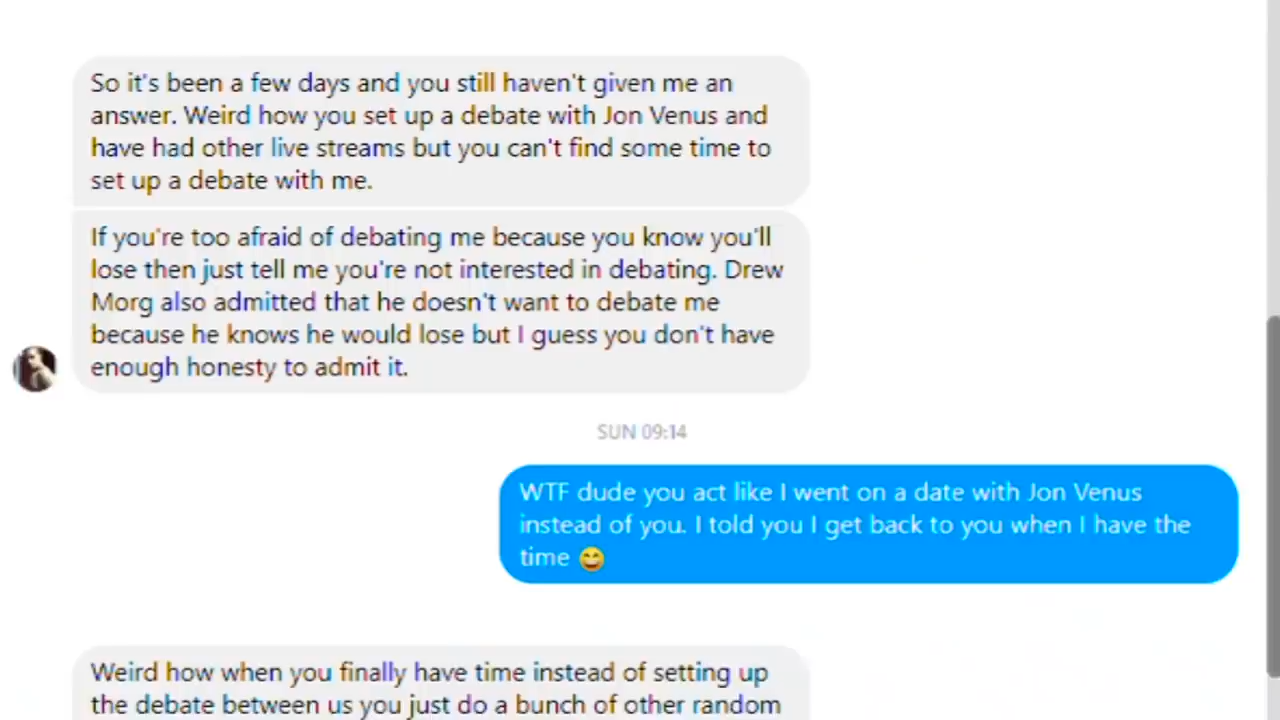 So it's been a few days and you still haven't given me an
answer. Weird how you set up a debate with Jon Venus and
have had other live streams but you can't find some time to
set up a debate with me.
If you're too afraid of debating me because you know you'll
lose then just tell me you're not interested in debating. Drew
Morg also admitted that he doesn't want to debate me
because he knows he would lose but I guess you don't have
enough honesty to admit it.
SUN 09:14
WTF dude you act like I went on a date with Jon Venus
instead of you. I told you I get back to you when I have the
time 😄
Weird how when you finally have time instead of setting up
the debate between us you just do a bunch of other random